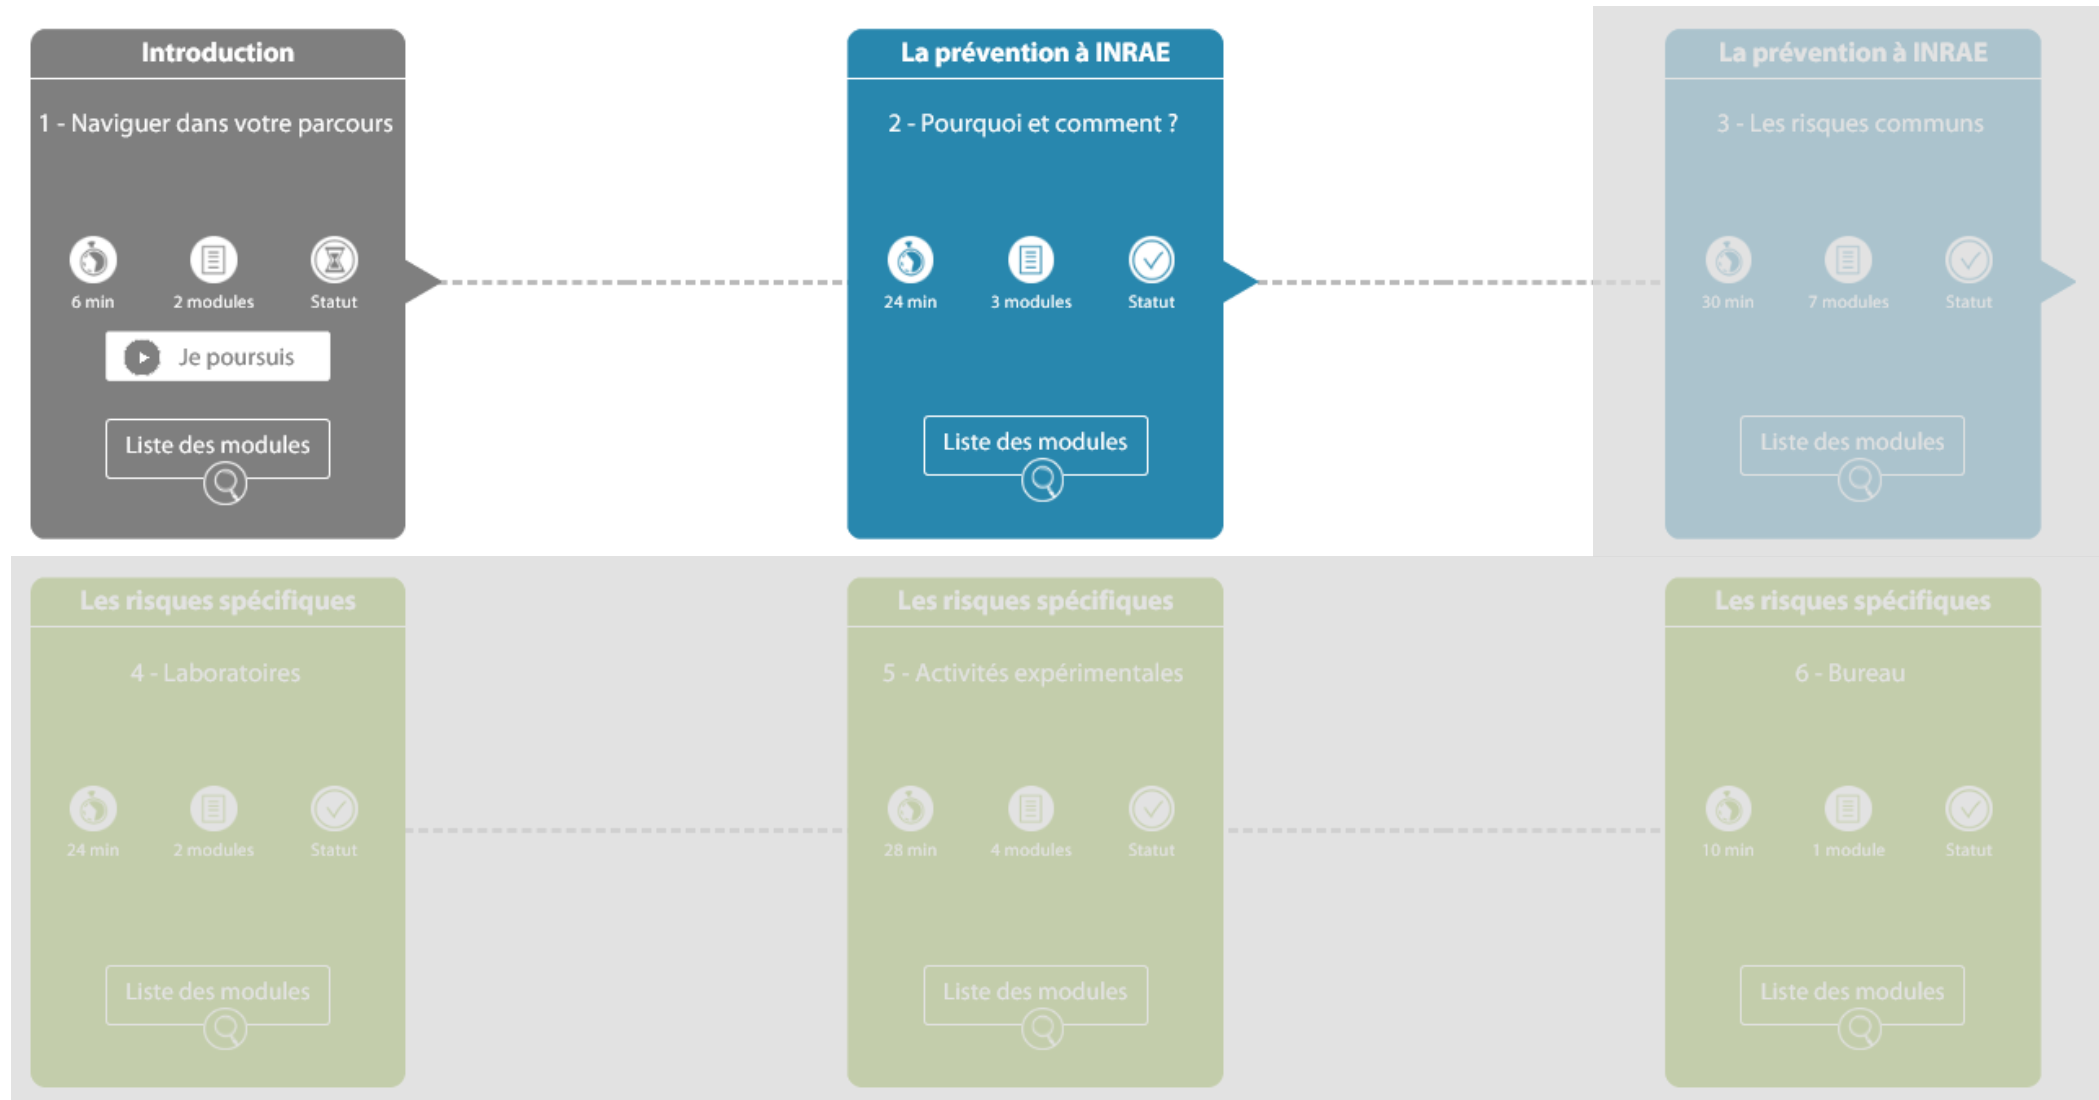 Introduction
1 - Naviguer dans votre parcours
6 min
2 modules
Statut
Je poursuis
Liste des modules
La prévention à INRAE
2 - Pourquoi et comment ?
24 min
3 modules
Statut
Liste des modules
La prévention à INRAE
3 - Les risques communs
30 min
7 modules
Statut
Liste des modules
Les risques spécifiques
4 - Laboratoires
24 min
2 modules
Statut
Liste des modules
Les risques spécifiques
5 - Activités expérimentales
28 min
4 modules
Statut
Liste des modules
Les risques spécifiques
6 - Bureau
10 min
1 module
Statut
Liste des modules